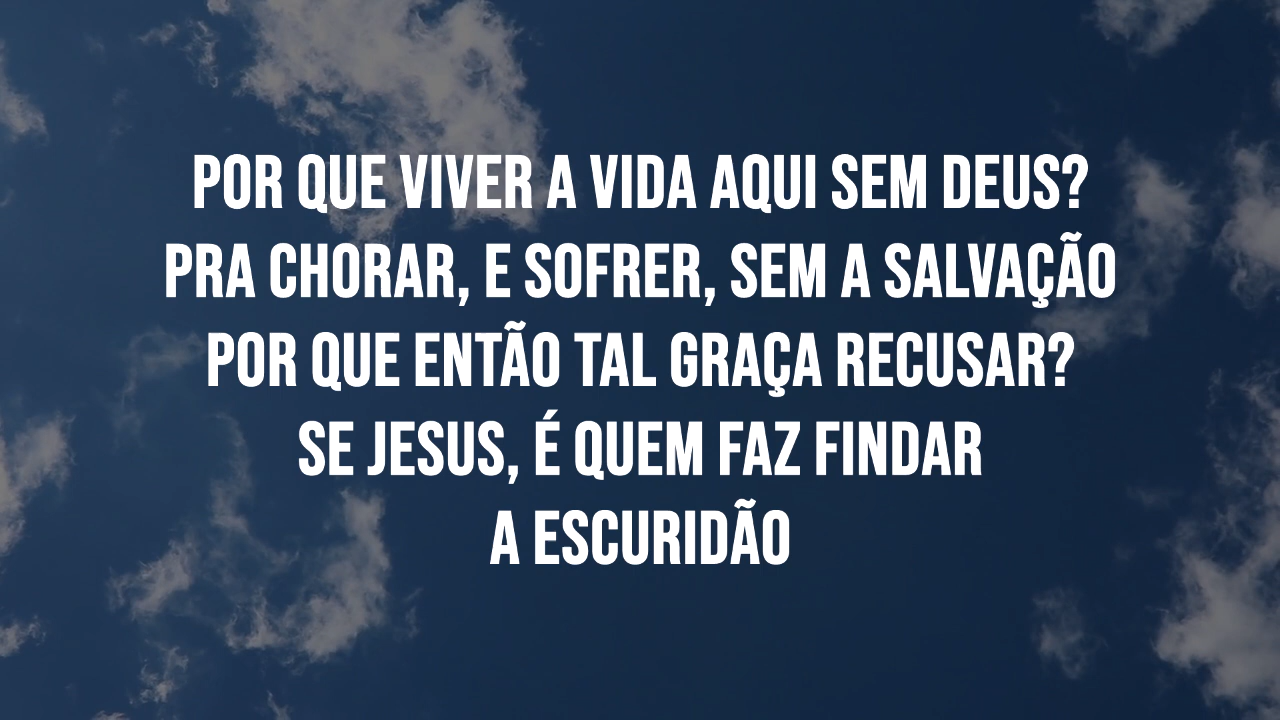 POR QUE VIVER A VIDA AQUI SEM DEUS?
PRA CHORAR, E SOFRER, SEM A SALVAÇÃO
POR QUE ENTÃO TAL GRAÇA RECUSAR?
SE JESUS, É QUEM FAZ FINDAR
A ESCURIDÃO